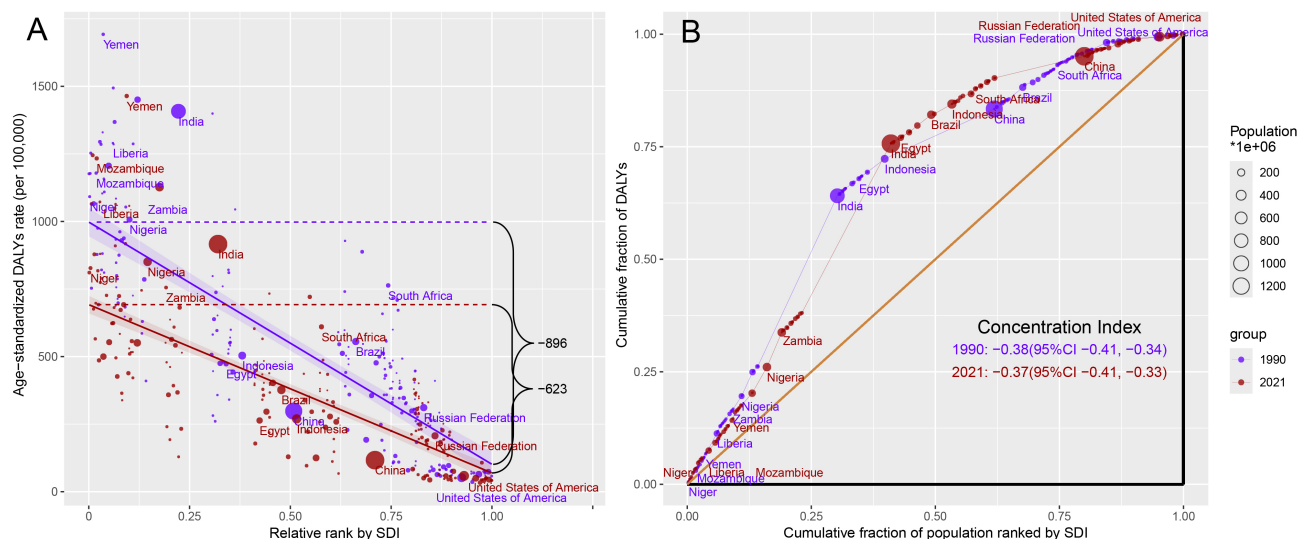 A
Yemen
Yemen
India
Liberia
Mozambique
Mozambique
Niger
Liberia
Zambia
Nigeria
India
Nigeria
Niger
Zambia
South Africa
South Africa
Brazil
Indonesia
Egypt
Brazil
China
Egypt
Indonesia
Russian Federation
Russian Federation
China
United States of America
United States of America
−896
−623
1500
1000
500
0
0
0.25
0.50
0.75
1.00
Relative rank by SDI
Age−standardized DALYs rate (per 100,000)
B
United States of America
Russian Federation
United States of America
Russian Federation
China
South Africa
South Africa
Brazil
Indonesia
China
Brazil
Egypt
India
Indonesia
Egypt
India
Zambia
Nigeria
Nigeria
Zambia
Yemen
Liberia
Yemen
Niger
Liberia
Mozambique
Mozambique
Niger
Concentration Index
1990: −0.38(95%CI −0.41, −0.34)
2021: −0.37(95%CI −0.41, −0.33)
1.00
0.75
0.50
0.25
0.00
0.00
0.25
0.50
0.75
1.00
Cumulative fraction of population ranked by SDI
Cumulative fraction of DALYs
Population
*1e+06
200
400
600
800
1000
1200
group
1990
2021